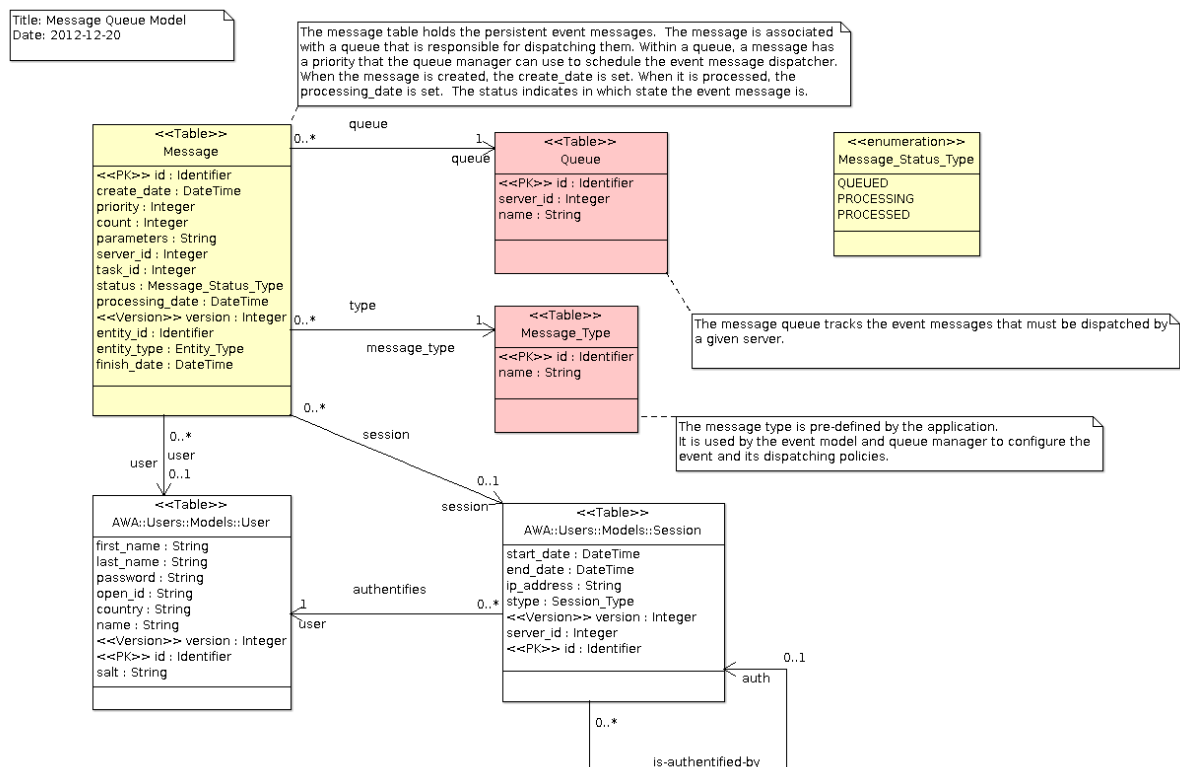 Title: Message Queue Model
Date: 2012-12-20
The message table holds the persistent event messages.  The message is associated
with a queue that is responsible for dispatching them. Within a queue, a message has
a priority that the queue manager can use to schedule the event message dispatcher.
When the message is created, the create_date is set. When it is processed, the
processing_date is set.  The status indicates in which state the event message is.
<<Table>>
Message
<<PK>> id : Identifier
create_date : DateTime
priority : Integer
count : Integer
parameters : String
server_id : Integer
task_id : Integer
status : Message_Status_Type
processing_date : DateTime
<<Version>> version : Integer
entity_id : Identifier
entity_type : Entity_Type
finish_date : DateTime
queue
0..*
1
queue
<<Table>>
Queue
<<PK>> id : Identifier
server_id : Integer
name : String
<<enumeration>>
Message_Status_Type
QUEUED
PROCESSING
PROCESSED
The message queue tracks the event messages that must be dispatched by
a given server.
type
0..*
1
message_type
<<Table>>
Message_Type
<<PK>> id : Identifier
name : String
The message type is pre-defined by the application.
It is used by the event model and queue manager to configure the
event and its dispatching policies.
0..*
session
0..1
session
0..*
user
user
0..1
<<Table>>
AWA::Users::Models::User
first_name : String
last_name : String
password : String
open_id : String
country : String
name : String
<<Version>> version : Integer
<<PK>> id : Identifier
salt : String
authentifies
1
0..*
user
<<Table>>
AWA::Users::Models::Session
start_date : DateTime
end_date : DateTime
ip_address : String
stype : Session_Type
<<Version>> version : Integer
server_id : Integer
<<PK>> id : Identifier
0..1
auth
0..*
is-authentified-by